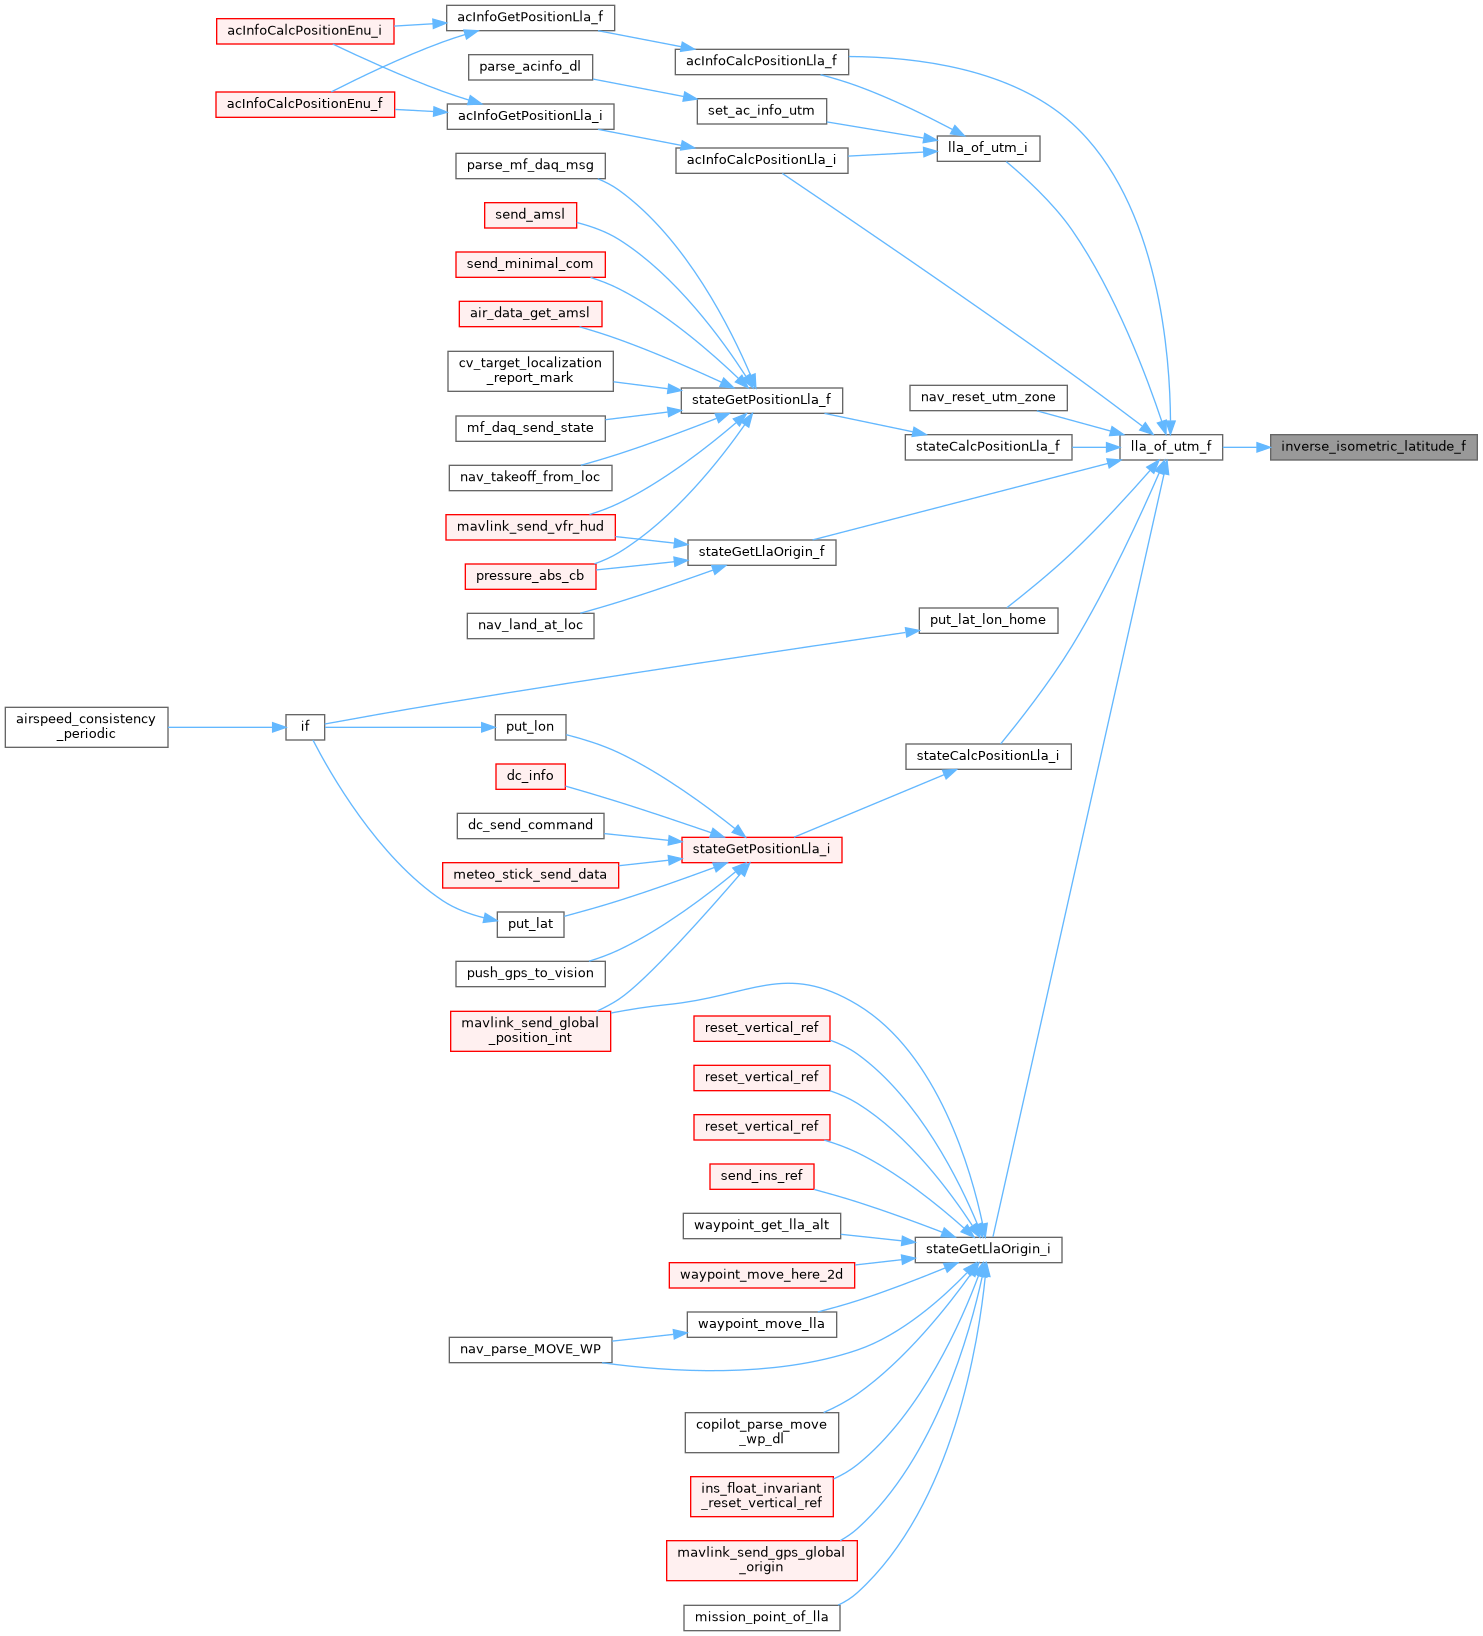 acInfoGetPositionLla_f
acInfoCalcPositionEnu_i
acInfoCalcPositionLla_f
parse_acinfo_dl
acInfoCalcPositionEnu_f
set_ac_info_utm
acInfoGetPositionLla_i
lla_of_utm_i
acInfoCalcPositionLla_i
parse_mf_daq_msg
send_amsl
send_minimal_com
air_data_get_amsl
cv_target_localization
_report_mark
stateGetPositionLla_f
nav_reset_utm_zone
mf_daq_send_state
stateCalcPositionLla_f
lla_of_utm_f
inverse_isometric_latitude_f
nav_takeoff_from_loc
mavlink_send_vfr_hud
stateGetLlaOrigin_f
pressure_abs_cb
nav_land_at_loc
put_lat_lon_home
airspeed_consistency
_periodic
if
put_lon
stateCalcPositionLla_i
dc_info
dc_send_command
stateGetPositionLla_i
meteo_stick_send_data
put_lat
push_gps_to_vision
mavlink_send_global
_position_int
reset_vertical_ref
reset_vertical_ref
reset_vertical_ref
send_ins_ref
waypoint_get_lla_alt
stateGetLlaOrigin_i
waypoint_move_here_2d
waypoint_move_lla
nav_parse_MOVE_WP
copilot_parse_move
_wp_dl
ins_float_invariant
_reset_vertical_ref
mavlink_send_gps_global
_origin
mission_point_of_lla